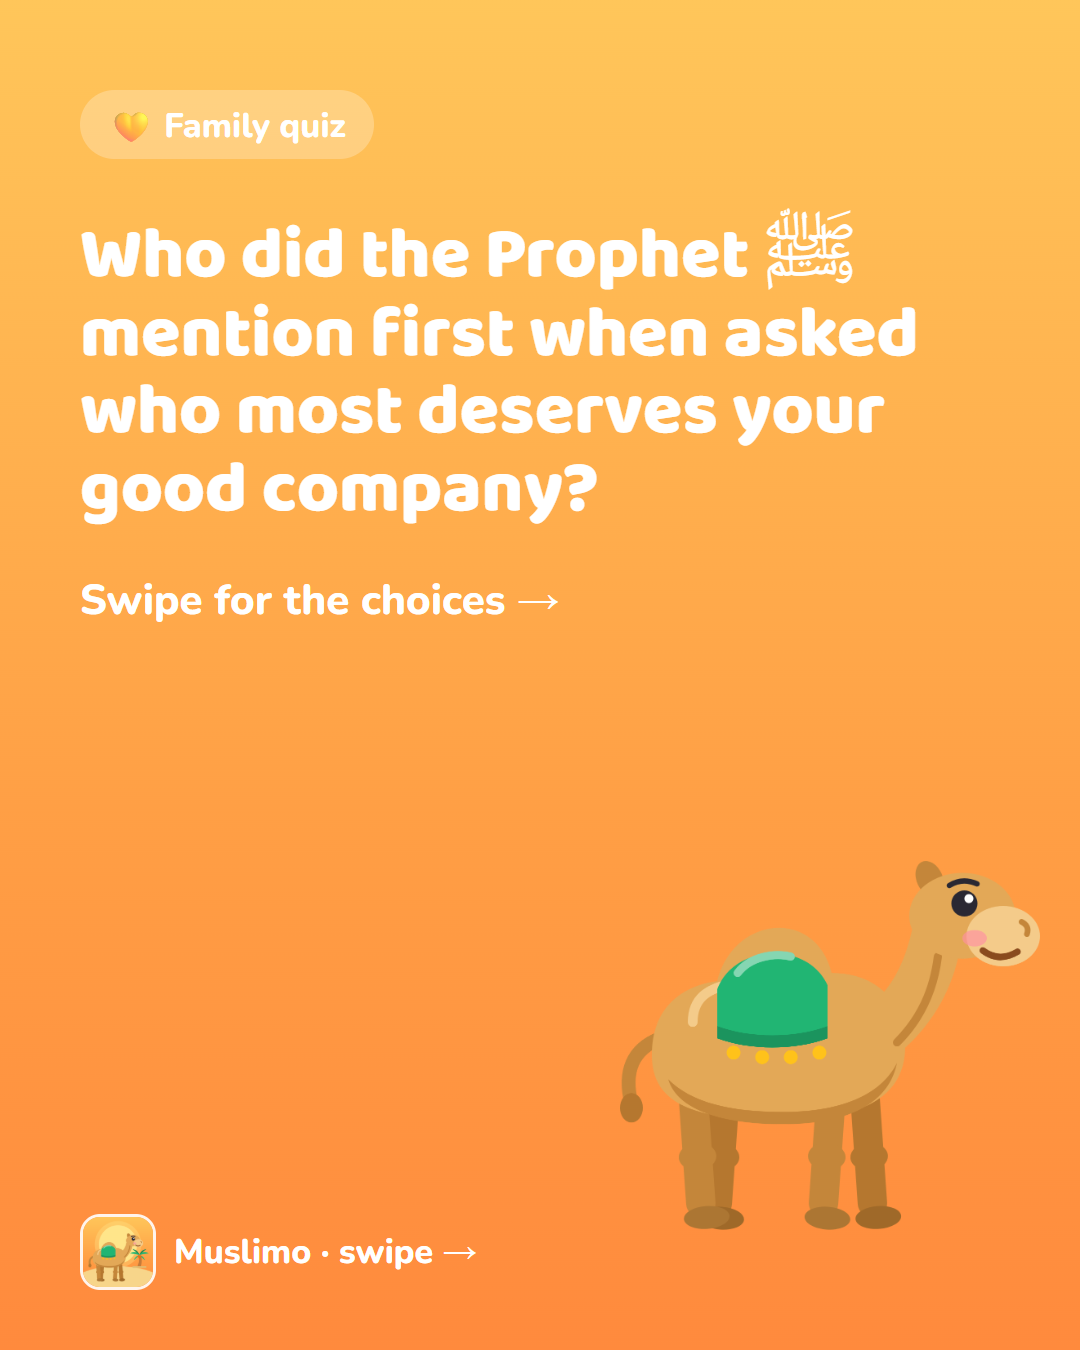 Family quiz
Who did the Prophet ﷺ
mention first when asked
who most deserves your
good company?
Swipe for the choices →
Muslimo · swipe →